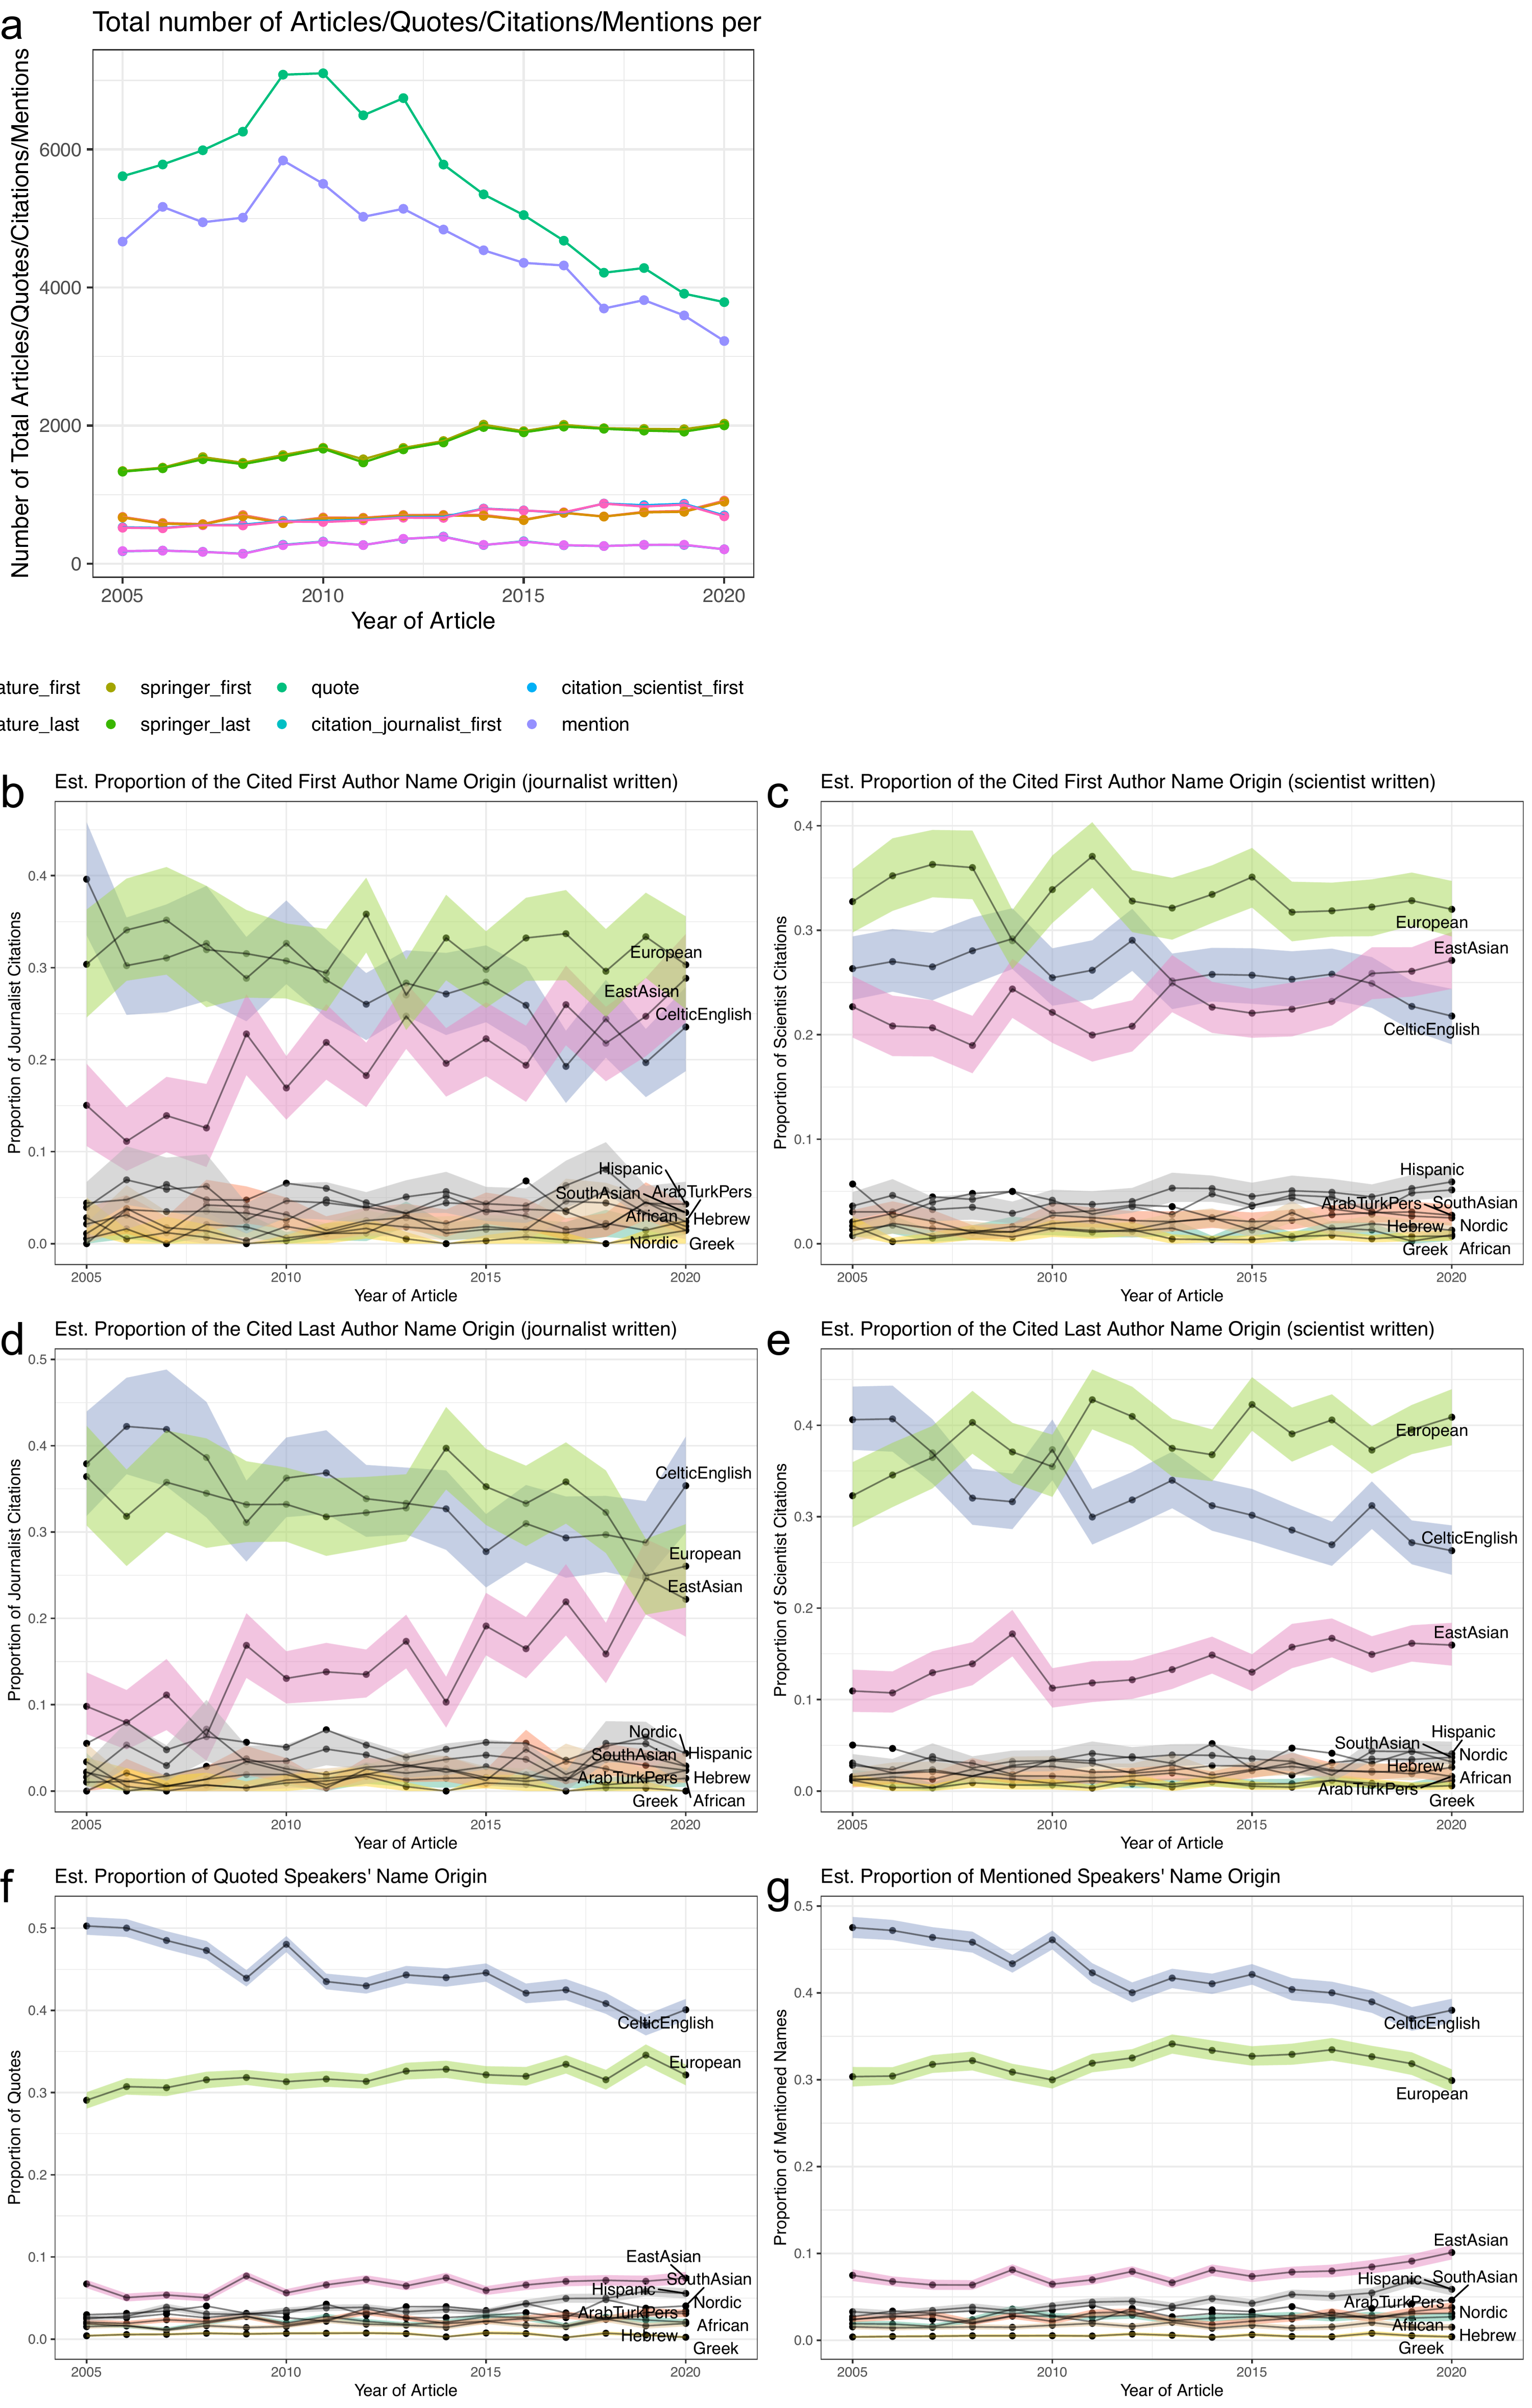 a
Total number of Articles/Quotes/Citations/Mentions per
Number of Total Articles/Quotes/Citations/Mentions
6000
4000
2000
0
2005 2010 2015 2020
Year of Article
ature_first springer_first quote citation_scientist_first
ature_last springer_last citation_journalist_first mention
b
Est. Proportion of the Cited First Author Name Origin (journalist written)
Proportion of Journalist Citations
0.4
0.3
0.2
0.1
0.0
European
EastAsian
CelticEnglish
Hispanic
SouthAsian ArabTurkPers
African Hebrew
Nordic Greek
2005 2010 2015 2020
Year of Article
c
Est. Proportion of the Cited First Author Name Origin (scientist written)
Proportion of Scientist Citations
0.4
0.3
0.2
0.1
0.0
European
EastAsian
CelticEnglish
Hispanic
ArabTurkPers SouthAsian
Hebrew Nordic
Greek African
2005 2010 2015 2020
Year of Article
d
Est. Proportion of the Cited Last Author Name Origin (journalist written)
Proportion of Journalist Citations
0.5
0.4
0.3
0.2
0.1
0.0
CelticEnglish
European
EastAsian
Nordic
SouthAsian Hispanic
ArabTurkPers Hebrew
Greek African
2005 2010 2015 2020
Year of Article
e
Est. Proportion of the Cited Last Author Name Origin (scientist written)
Proportion of Scientist Citations
0.4
0.3
0.2
0.1
0.0
European
CelticEnglish
EastAsian
Hispanic
SouthAsian Nordic
Hebrew African
ArabTurkPers
Greek
2005 2010 2015 2020
Year of Article
f
Est. Proportion of Quoted Speakers' Name Origin
Proportion of Quotes
0.5
0.4
0.3
0.2
0.1
0.0
CelticEnglish
European
EastAsian
SouthAsian
Hispanic
Nordic
ArabTurkPers
African
Hebrew
Greek
2005 2010 2015 2020
Year of Article
g
Est. Proportion of Mentioned Speakers' Name Origin
Proportion of Mentioned Names
0.5
0.4
0.3
0.2
0.1
0.0
CelticEnglish
European
EastAsian
Hispanic SouthAsian
ArabTurkPers
Nordic
African
Hebrew
Greek
2005 2010 2015 2020
Year of Article